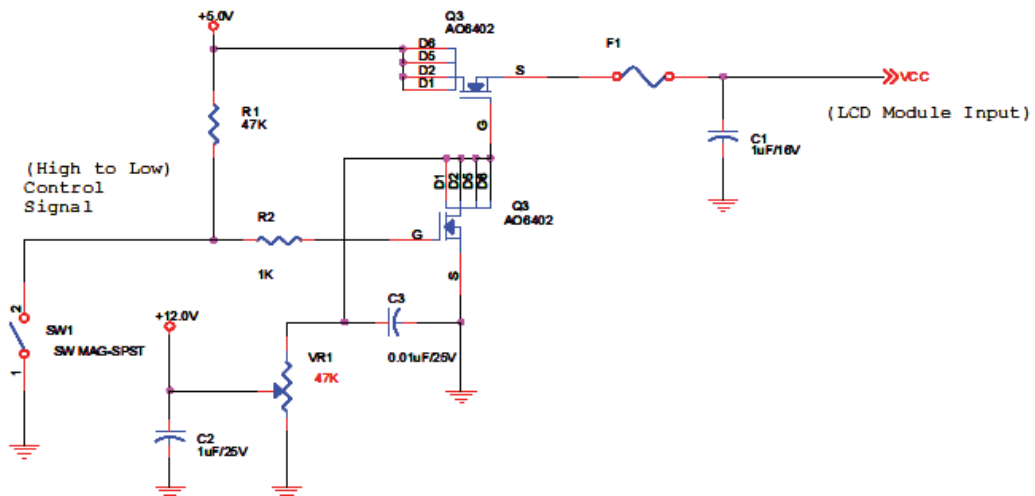 +5.0V
Q3
AO6402
D6
D5
D2
D1
S
G
F1
VCC
(LCD Module Input)
R1
47K
C1
1uF/16V
(High to Low)
Control
Signal
D1
D2
D5
D6
Q3
AO6402
R2
1K
G
S
+12.0V
C3
0.01uF/25V
2
SW1
SW MAG-SPST
1
VR1
47K
C2
1uF/25V